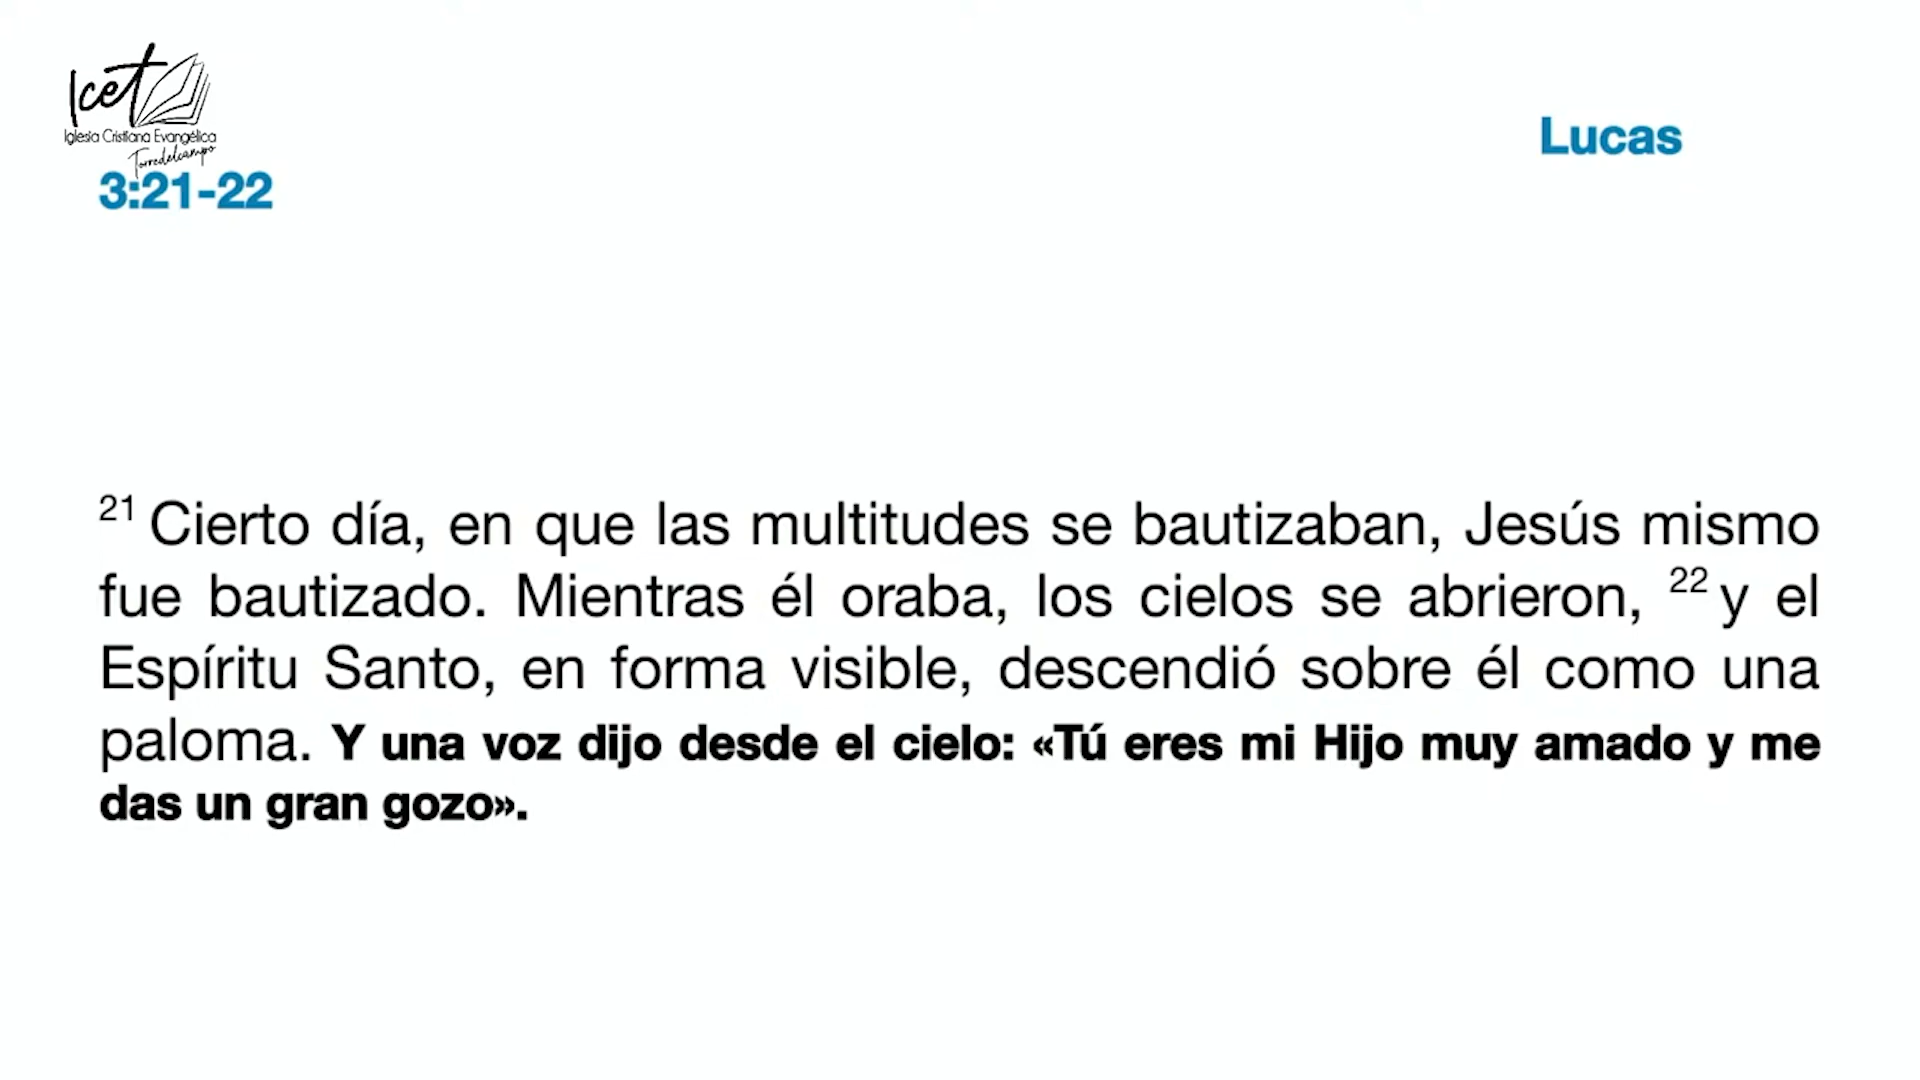 Icet
Iglesia Cristiana Evangélica
Torredelcampo
Lucas
3:21-22
21 Cierto día, en que las multitudes se bautizaban, Jesús mismo
fue bautizado. Mientras él oraba, los cielos se abrieron, 22 y el
Espíritu Santo, en forma visible, descendió sobre él como una
paloma. Y una voz dijo desde el cielo: «Tú eres mi Hijo muy amado y me
das un gran gozo».